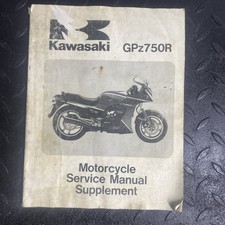 Kawasaki GPz750R
Motorcycle
Service Manual
Supplement